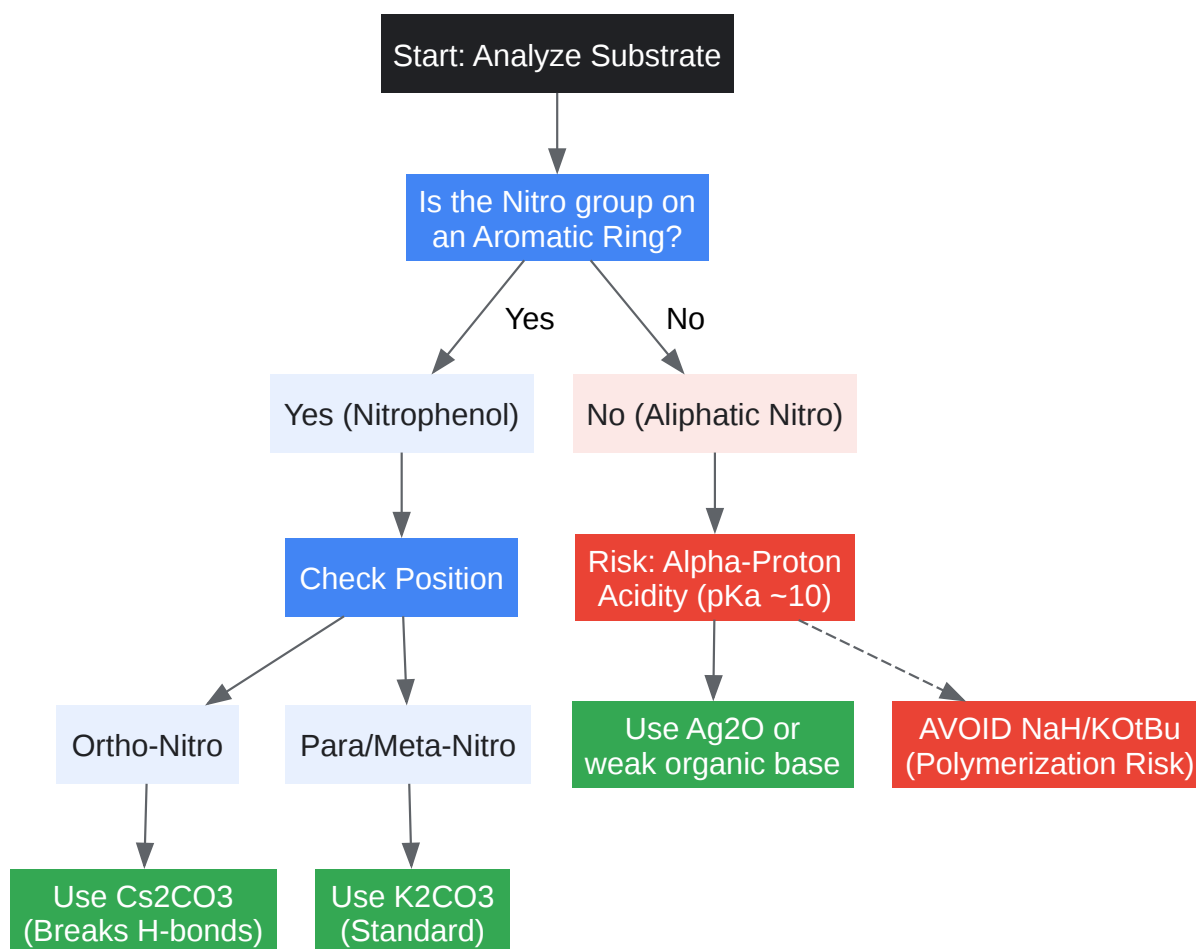 Start: Analyze Substrate
Is the Nitro group on
an Aromatic Ring?
Yes
No
Yes (Nitrophenol)
No (Aliphatic Nitro)
Check Position
Risk: Alpha-Proton
Acidity (pKa ~10)
Ortho-Nitro
Para/Meta-Nitro
Use Ag2O or
weak organic base
AVOID NaH/KOtBu
(Polymerization Risk)
Use Cs2CO3
(Breaks H-bonds)
Use K2CO3
(Standard)